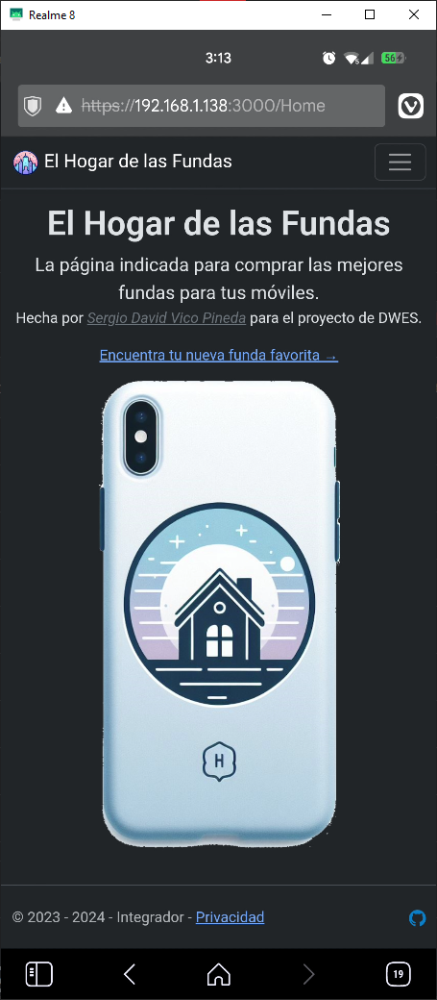 Realme 8
3:13
56
https://192.168.1.138:3000/Home
El Hogar de las Fundas
El Hogar de las Fundas
La página indicada para comprar las mejores
fundas para tus móviles.
Hecha por Sergio David Vico Pineda para el proyecto de DWES.
Encuentra tu nueva funda favorita →
H
© 2023 - 2024 - Integrador - Privacidad
19